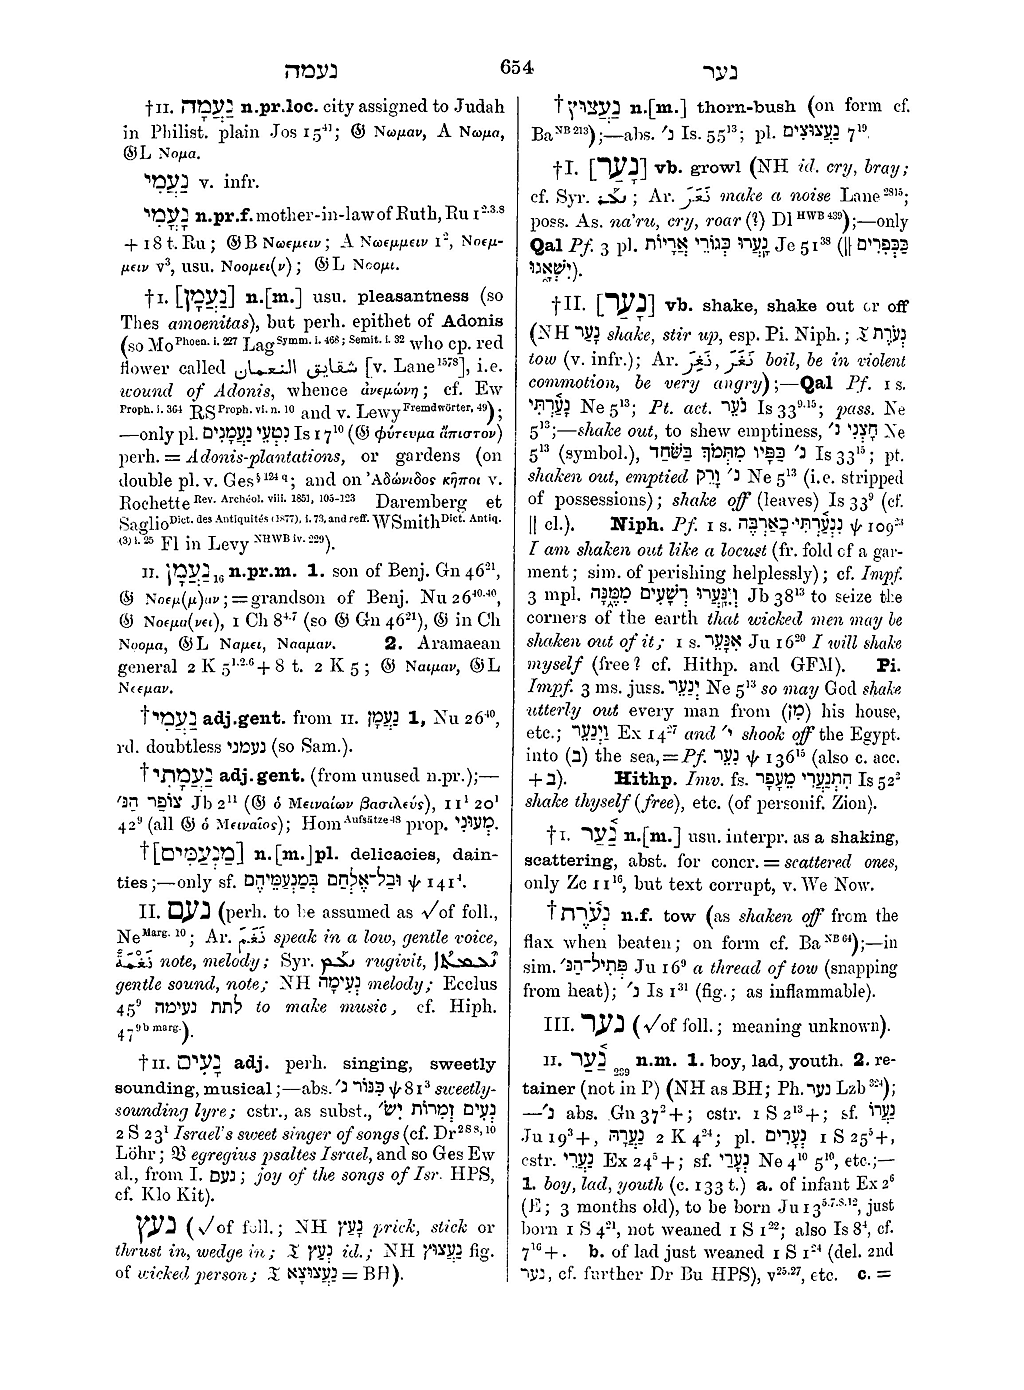 נעמה
654
נער
†II. נַעֲמָה n.pr.loc. city assigned to Judah
in Philist. plain Jos 15⁴¹; 𝔊 Νωμαν, A Νωμα,
𝔊L Νομα.
נַעֲמִי v. infr.
נָעֳמִי n.pr.f. mother-in-law of Ruth, Ru 1²·³·⁸
+ 18 t. Ru; 𝔊B Νωεμειν; A Νωεμμειν 1², Νοεμ-
μειν v³, usu. Νοομει(ν); 𝔊L Νοομι.
†I. [נַעֲמָן] n.[m.] usu. pleasantness (so
Thes amoenitas), but perh. epithet of Adonis
(so Mo Phoen. i. 227 Lag Symm. i. 468; Semit. i. 32 who cp. red
flower called شقايق النعمان [v. Lane¹⁵⁷⁸], i.e.
wound of Adonis, whence ἀνεμώνη; cf. Ew
Proph. i. 364 RS Proph. vi. n. 10 and v. Lewy Fremdwörter, 49);
—only pl. נִטְעֵי נַעֲמָנִים Is 17¹⁰ (𝔊 φύτευμα ἄπιστον)
perh. = Adonis-plantations, or gardens (on
double pl. v. Ges § 124 q; and on Ἀδώνιδος κῆποι v.
Rochette Rev. Archéol. viii. 1851, 105–123 Daremberg et
Saglio Dict. des Antiquités (1877), i. 73, and reff. WSmith Dict. Antiq.
(3) i. 25 Fl in Levy NHWB iv. 229).
II. נַעֲמָן 16 n.pr.m. 1. son of Benj. Gn 46²¹,
𝔊 Νοεμ(μ)αν; = grandson of Benj. Nu 26⁴⁰·⁴⁰,
𝔊 Νοεμα(νει), 1 Ch 8⁴·⁷ (so 𝔊 Gn 46²¹), 𝔊 in Ch
Νοομα, 𝔊L Ναμει, Νααμαν. 2. Aramaean
general 2 K 5¹·²·⁶ + 8 t. 2 K 5; 𝔊 Ναιμαν, 𝔊L
Νεεμαν.
†נַעֲמִי adj.gent. from II. נַעֲמָן 1, Nu 26⁴⁰,
rd. doubtless נעמני (so Sam.).
†נַעֲמָתִי adj.gent. (from unused n.pr.);—
צוֹפַר הַנּ׳ Jb 2¹¹ (𝔊 ὁ Μειναίων βασιλεύς), 11¹ 20¹
42⁹ (all 𝔊 ὁ Μειναῖος); Hom Aufsätze 48 prop. מְעוּנִי.
†[מַנְעַמִּים] n.[m.]pl. delicacies, dain-
ties;—only sf. וּבַל־אֶלְחַם בְּמַנְעַמֵּיהֶם ψ 141⁴.
II. נעם (perh. to be assumed as √of foll.,
Ne Marg. 10; Ar. نَغَمَ speak in a low, gentle voice,
نَغْمَةٌ note, melody; Syr. rugivit,
gentle sound, note; NH נְעִימָה melody; Ecclus
45⁹ לתת נעימה to make music, cf. Hiph.
47⁹ᵇ marg.).
†II. נָעִים adj. perh. singing, sweetly
sounding, musical;—abs. כִּנּוֹר נ׳ ψ 81³ sweetly-
sounding lyre; cstr., as subst., נְעִים זְמִרוֹת יִשׂ׳
2 S 23¹ Israel's sweet singer of songs (cf. Dr 288, 10
Löhr; 𝔙 egregius psaltes Israel, and so Ges Ew
al., from I. נעם; joy of the songs of Isr. HPS,
cf. Klo Kit).
נעץ (√of foll.; NH נָעַץ prick, stick or
thrust in, wedge in; 𝔗 נְעַץ id.; NH נַעֲצוּץ fig.
of wicked person; 𝔗 נַעֲצוּצָא = BH).
†נַעֲצוּץ n.[m.] thorn-bush (on form cf.
Ba NB 213);—abs. נ׳ Is. 55¹³; pl. נַעֲצוּצִים 7¹⁹.
†I. [נָעַר] vb. growl (NH id. cry, bray;
cf. Syr. ; Ar. نَعَرَ make a noise Lane²⁸¹⁵;
poss. As. na'ru, cry, roar (?) Dl HWB 439);—only
Qal Pf. 3 pl. נָעֲרוּ כְּגוֹרֵי אֲרָיוֹת Je 51³⁸ (|| כַּכְּפִרִים
יִשְׁאָגוּ).
†II. [נָעַר] vb. shake, shake out or off
(NH נָעַר shake, stir up, esp. Pi. Niph.; 𝔗 נְעֹרֶת
tow (v. infr.); Ar. نَغَرَ, نَغِرَ boil, be in violent
commotion, be very angry);—Qal Pf. 1 s.
נָעַרְתִּי Ne 5¹³; Pt. act. נֹעֵר Is 33⁹·¹⁵; pass. Ne
5¹³;—shake out, to shew emptiness, חָצְנִי נ׳ Ne
5¹³ (symbol.), נ׳ כַּפָּיו מִתְּמֹךְ בַּשֹּׁחַד Is 33¹⁵; pt.
shaken out, emptied נ׳ וָרֵק Ne 5¹³ (i.e. stripped
of possessions); shake off (leaves) Is 33⁹ (cf.
|| cl.). Niph. Pf. 1 s. נִנְעַרְתִּי כָּאַרְבֶּה ψ 109²³
I am shaken out like a locust (fr. fold of a gar-
ment; sim. of perishing helplessly); cf. Impf.
3 mpl. וְיִנָּעֲרוּ רְשָׁעִים מִמֶּנָּה Jb 38¹³ to seize the
corners of the earth that wicked men may be
shaken out of it; 1 s. אִנָּעֵר Ju 16²⁰ I will shake
myself (free? cf. Hithp. and GFM). Pi.
Impf. 3 ms. juss. יְנַעֵר Ne 5¹³ so may God shake
utterly out every man from (מִן) his house,
etc.; וַיְנַעֵר Ex 14²⁷ and י׳ shook off the Egypt.
into (ב) the sea, = Pf. נִעֵר ψ 136¹⁵ (also c. acc.
+ ב). Hithp. Imv. fs. הִתְנַעֲרִי מֵעָפָר Is 52²
shake thyself (free), etc. (of personif. Zion).
†I. נַעַר n.[m.] usu. interpr. as a shaking,
scattering, abst. for concr. = scattered ones,
only Zc 11¹⁶, but text corrupt, v. We Now.
†נְעֹרֶת n.f. tow (as shaken off from the
flax when beaten; on form cf. Ba NB 64);—in
sim. פְּתִיל־הַנּ׳ Ju 16⁹ a thread of tow (snapping
from heat); נ׳ Is 1³¹ (fig.; as inflammable).
III. נער (√of foll.; meaning unknown).
II. נַעַר 239 n.m. 1. boy, lad, youth. 2. re-
tainer (not in P) (NH as BH; Ph. נער Lzb³²⁴);
—נ׳ abs. Gn 37²+; cstr. 1 S 2¹³+; sf. נַעֲרוֹ
Ju 19³+, נַעֲרָהּ 2 K 4²⁴; pl. נְעָרִים 1 S 25⁵+,
cstr. נַעֲרֵי Ex 24⁵+; sf. נְעָרַי Ne 4¹⁰ 5¹⁰, etc.;—
1. boy, lad, youth (c. 133 t.) a. of infant Ex 2⁶
(E; 3 months old), to be born Ju 13⁵·⁷·⁸·¹², just
born 1 S 4²¹, not weaned 1 S 1²²; also Is 8⁴, cf.
7¹⁶+. b. of lad just weaned 1 S 1²⁴ (del. 2nd
נער, cf. further Dr Bu HPS), v²⁵·²⁷, etc. c. =